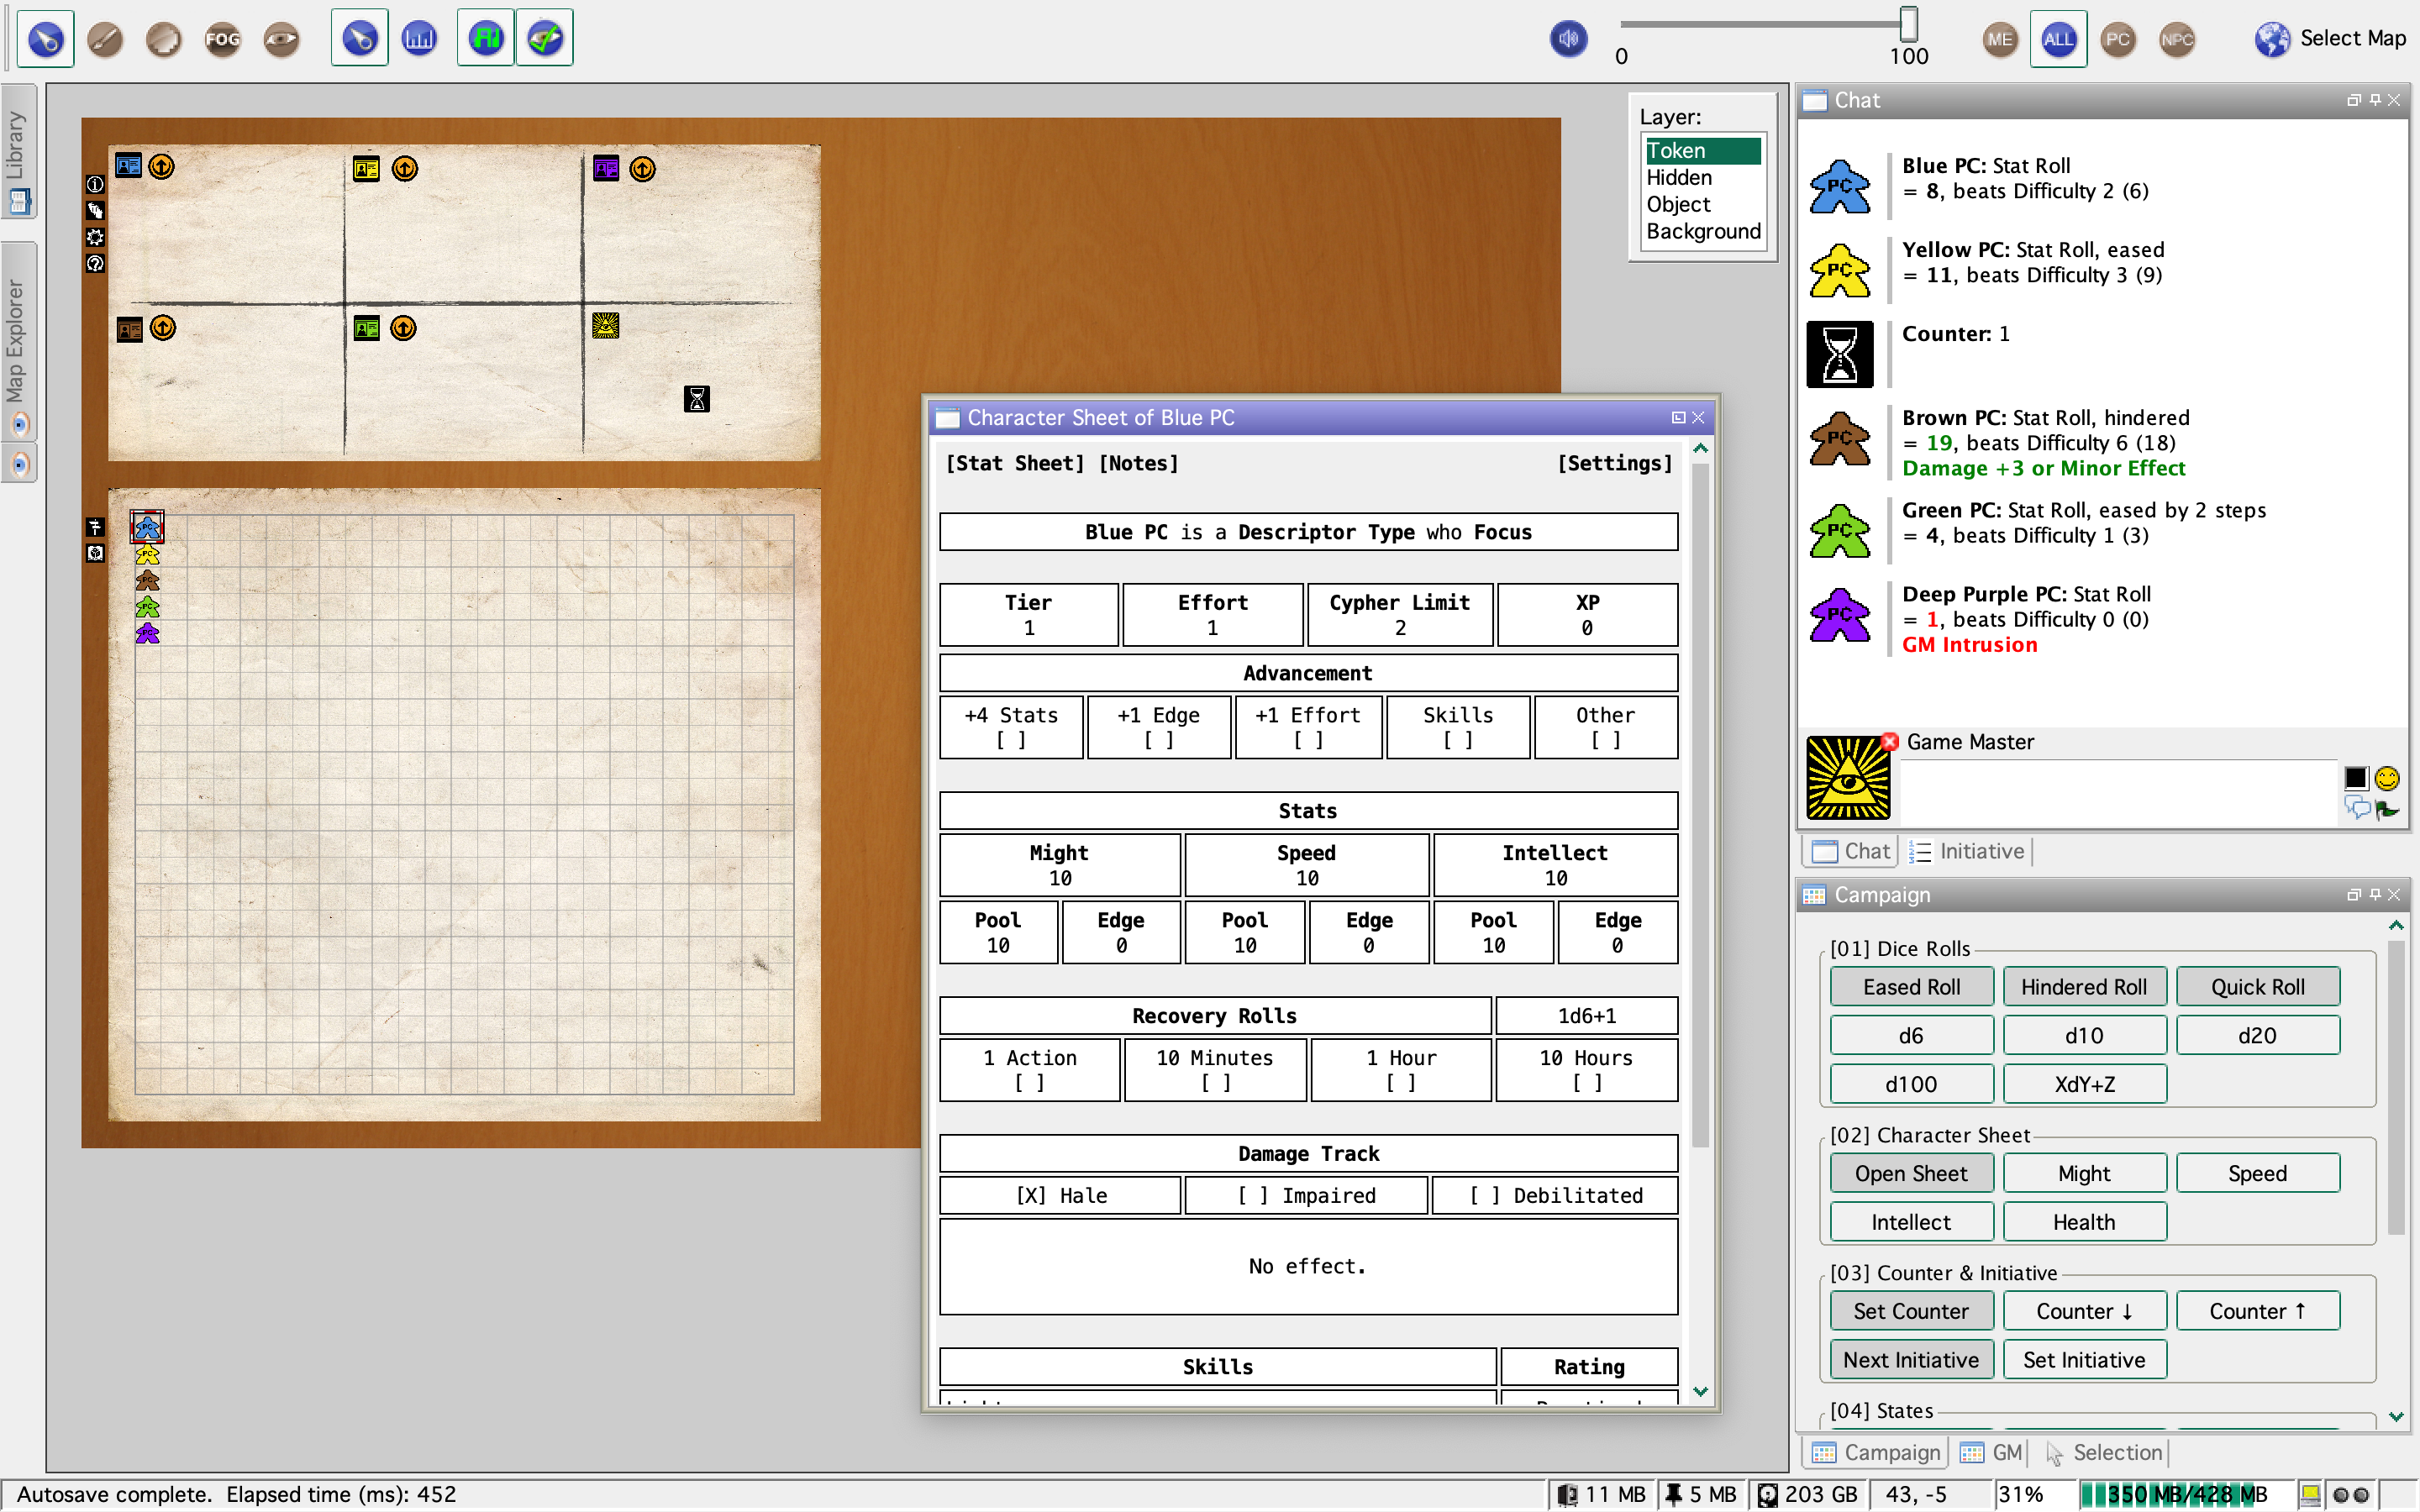 FOG
0
100
ME
ALL
PC
NPC
Select Map
Library
Map Explorer
Layer:
Token
Hidden
Object
Background
Character Sheet of Blue PC
[Stat Sheet] [Notes] [Settings]
Blue PC is a Descriptor Type who Focus
Tier Effort Cypher Limit XP
1 1 2 0
Advancement
+4 Stats +1 Edge +1 Effort Skills Other
[ ] [ ] [ ] [ ] [ ]
Stats
Might Speed Intellect
10 10 10
Pool Edge Pool Edge Pool Edge
10 0 10 0 10 0
Recovery Rolls 1d6+1
1 Action 10 Minutes 1 Hour 10 Hours
[ ] [ ] [ ] [ ]
Damage Track
[X] Hale [ ] Impaired [ ] Debilitated
No effect.
Skills Rating
Chat
PC
Blue PC: Stat Roll
= 8, beats Difficulty 2 (6)
PC
Yellow PC: Stat Roll, eased
= 11, beats Difficulty 3 (9)
Counter: 1
PC
Brown PC: Stat Roll, hindered
= 19, beats Difficulty 6 (18)
Damage +3 or Minor Effect
PC
Green PC: Stat Roll, eased by 2 steps
= 4, beats Difficulty 1 (3)
PC
Deep Purple PC: Stat Roll
= 1, beats Difficulty 0 (0)
GM Intrusion
Game Master
Chat Initiative
Campaign
[01] Dice Rolls
Eased Roll Hindered Roll Quick Roll
d6 d10 d20
d100 XdY+Z
[02] Character Sheet
Open Sheet Might Speed
Intellect Health
[03] Counter & Initiative
Set Counter Counter ↓ Counter ↑
Next Initiative Set Initiative
[04] States
Campaign GM Selection
Autosave complete. Elapsed time (ms): 452
11 MB 5 MB 203 GB 43, -5 31% 350 MB/428 MB